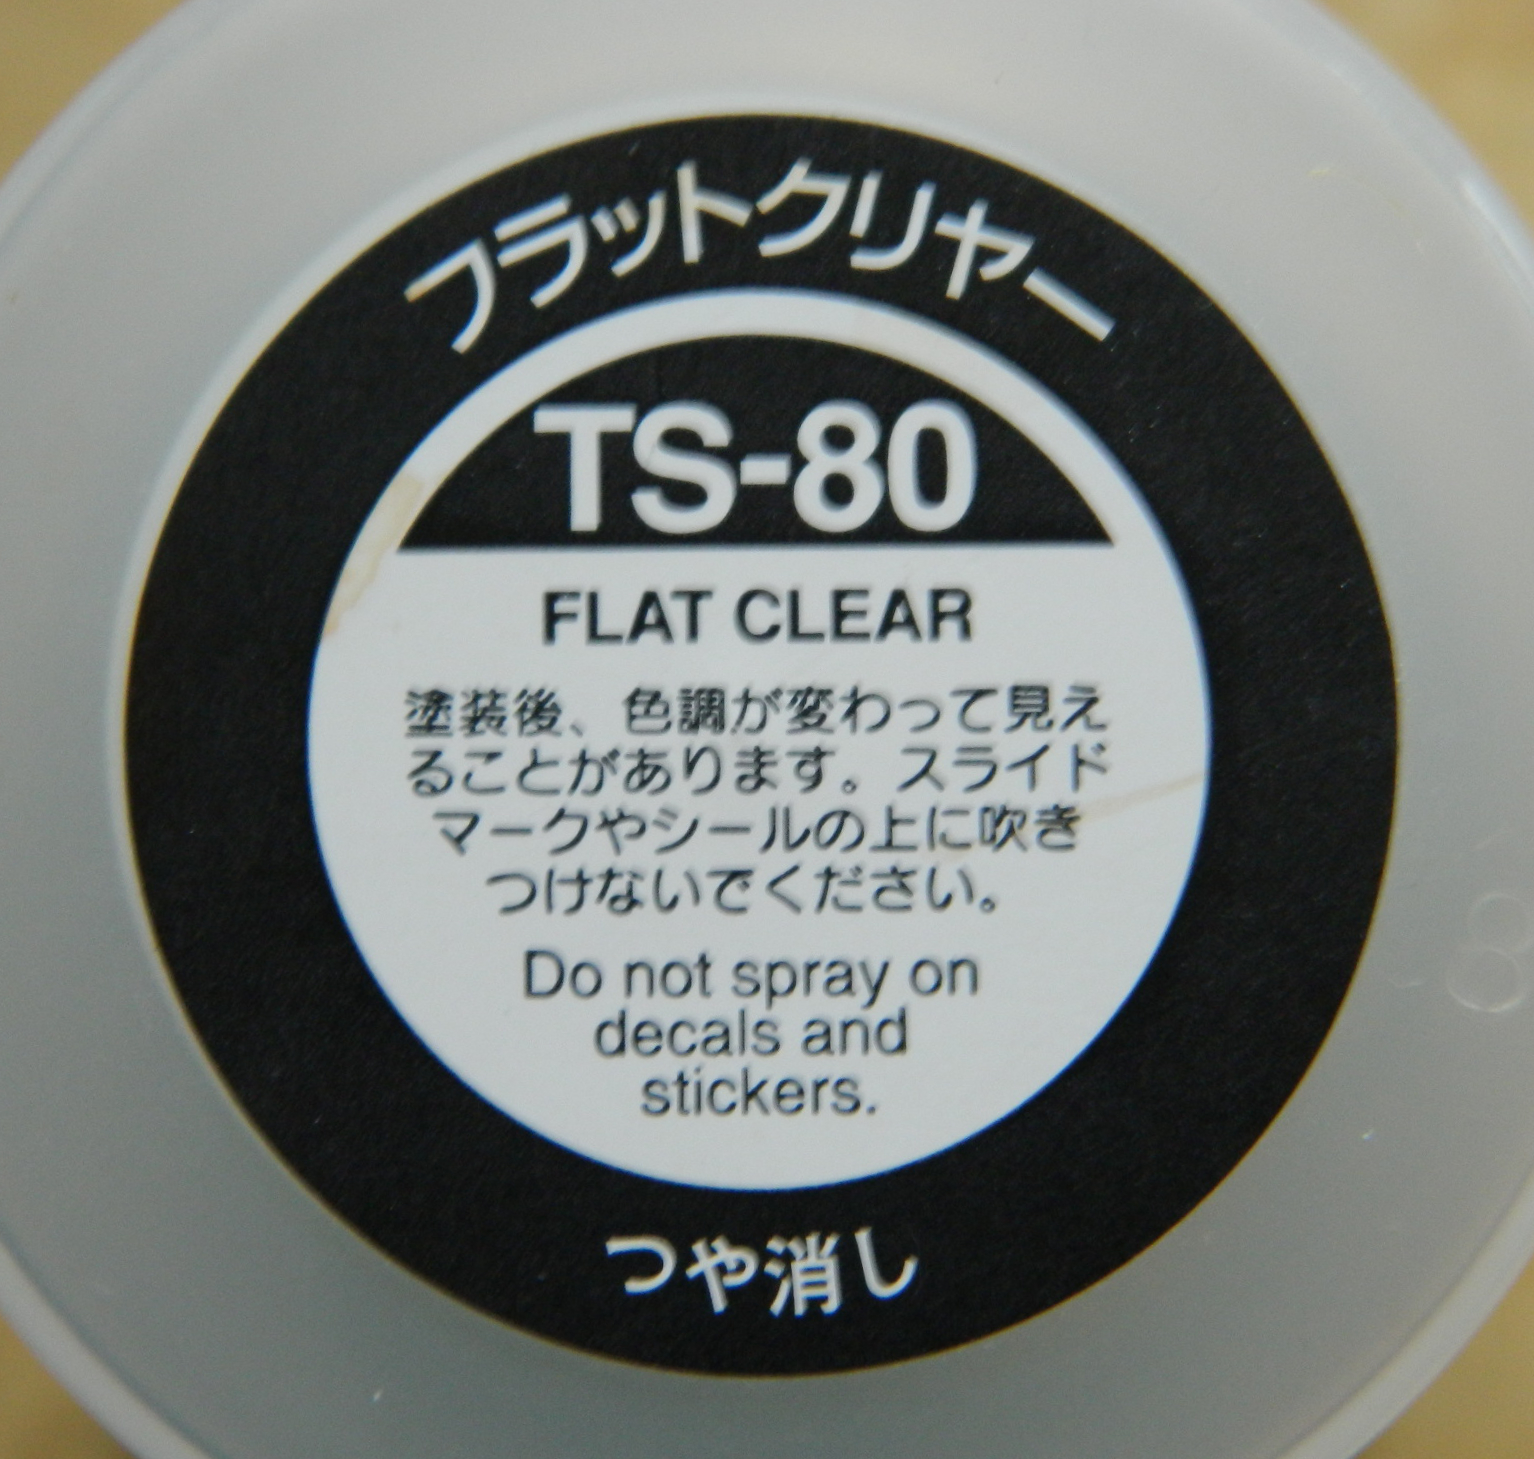 フラットクリヤー
TS-80
FLAT CLEAR
塗装後、色調が変わって見え
ることがあります。スライド
マークやシールの上に吹き
つけないでください。
Do not spray on
decals and
stickers.
つや消し
8